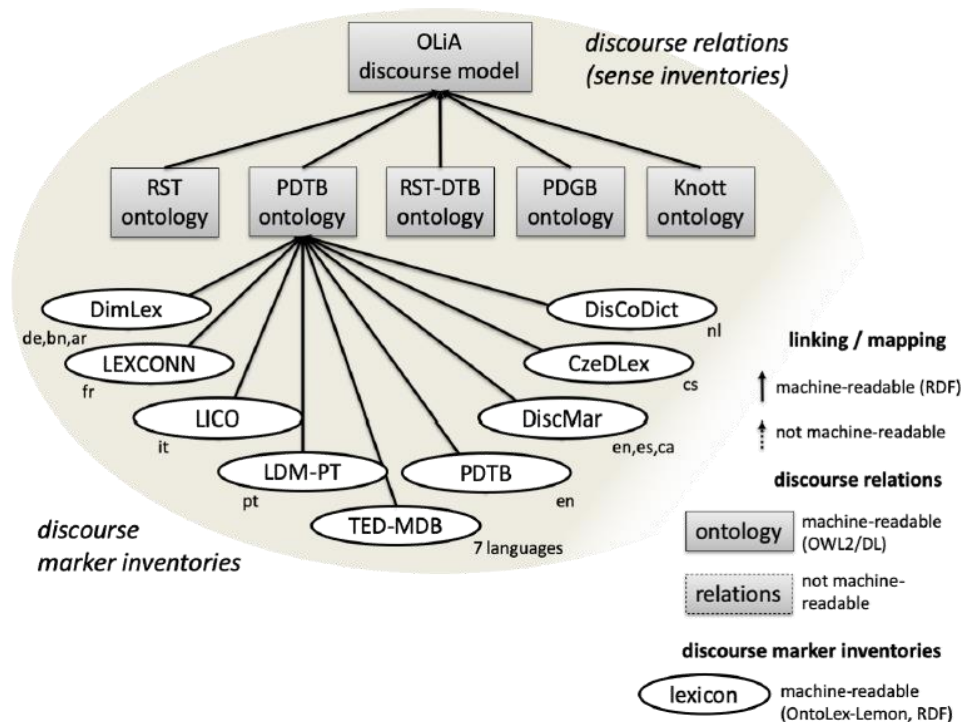 OLiA
discourse model
discourse relations
(sense inventories)
RST
ontology
PDTB
ontology
RST-DTB
ontology
PDGB
ontology
Knott
ontology
DimLex
de,bn,ar
DisCoDict
nl
LEXCONN
fr
CzeDLex
cs
LICO
it
DiscMar
en,es,ca
LDM-PT
pt
PDTB
en
TED-MDB
7 languages
discourse
marker inventories
linking / mapping
machine-readable (RDF)
not machine-readable
discourse relations
ontology
machine-readable
(OWL2/DL)
relations
not machine-
readable
discourse marker inventories
lexicon
machine-readable
(OntoLex-Lemon, RDF)